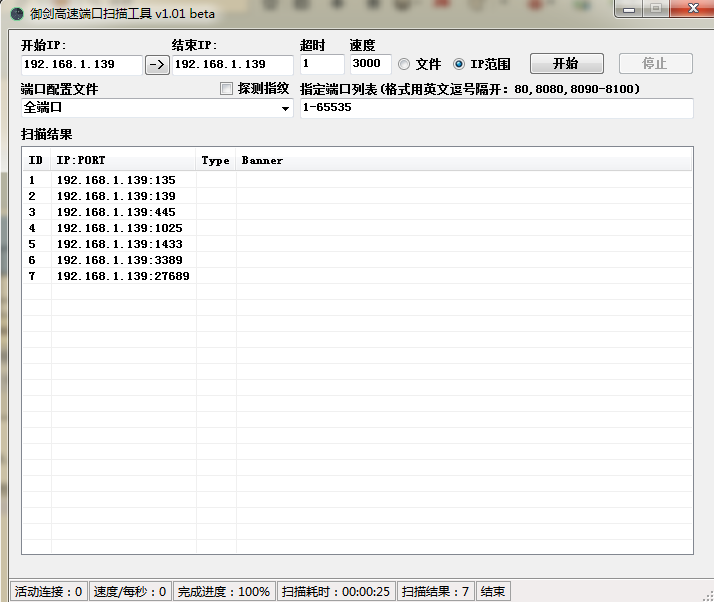 御剑高速端口扫描工具 v1.01 beta
开始IP: 结束IP: 超时 速度
192.168.1.139 -> 192.168.1.139 1 3000 文件 IP范围 开始 停止
端口配置文件 探测指纹 指定端口列表(格式用英文逗号隔开: 80,8080,8090-8100)
全端口 1-65535
扫描结果
ID IP:PORT Type Banner
1 192.168.1.139:135
2 192.168.1.139:139
3 192.168.1.139:445
4 192.168.1.139:1025
5 192.168.1.139:1433
6 192.168.1.139:3389
7 192.168.1.139:27689
活动连接：0 速度/每秒：0 完成进度：100% 扫描耗时：00:00:25 扫描结果：7 结束